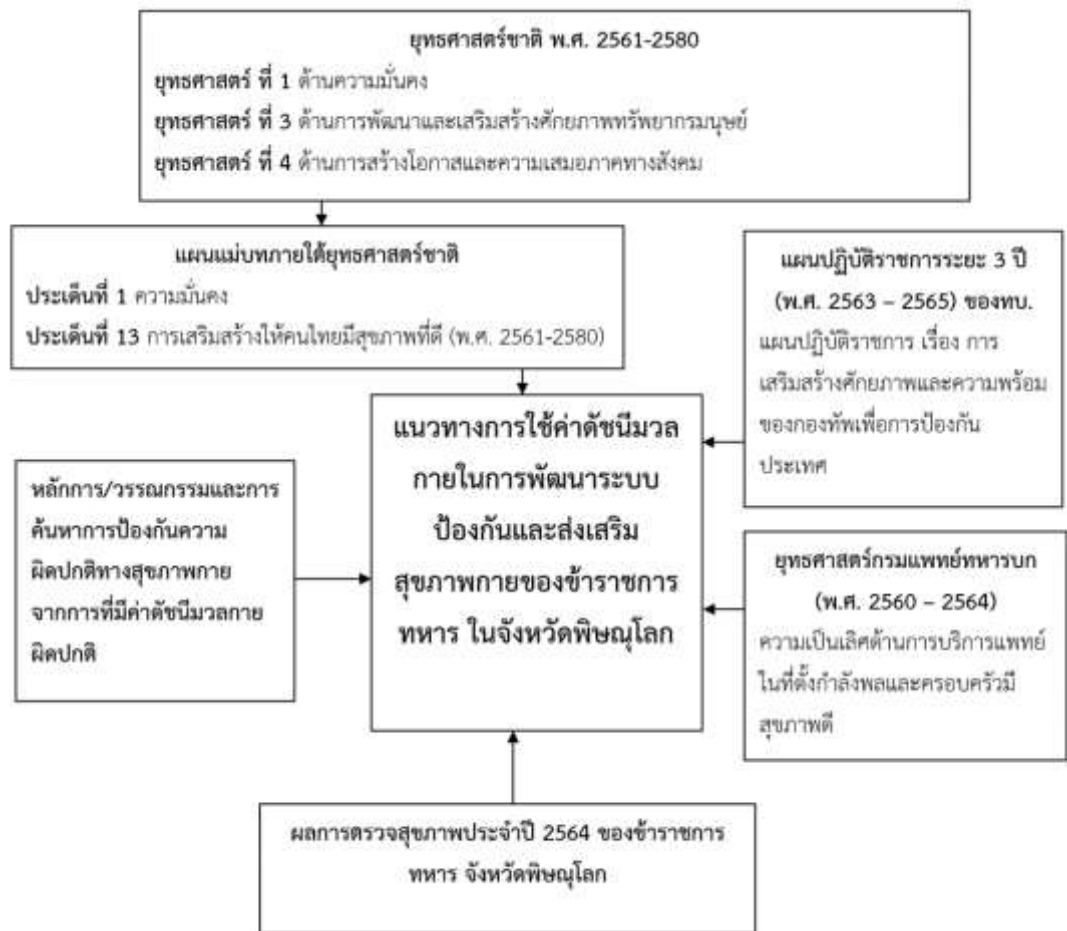 ยุทธศาสตร์ชาติ พ.ศ. 2561-2580
ยุทธศาสตร์ ที่ 1 ด้านความมั่นคง
ยุทธศาสตร์ ที่ 3 ด้านการพัฒนาและเสริมสร้างศักยภาพทรัพยากรมนุษย์
ยุทธศาสตร์ ที่ 4 ด้านการสร้างโอกาสและความเสมอภาคทางสังคม
แผนแม่บทภายใต้ยุทธศาสตร์ชาติ
ประเด็นที่ 1 ความมั่นคง
ประเด็นที่ 13 การเสริมสร้างให้คนไทยมีสุขภาพที่ดี (พ.ศ. 2561-2580)
แผนปฏิบัติราชการระยะ 3 ปี
(พ.ศ. 2563 – 2565) ของทบ.
แผนปฏิบัติราชการ เรื่อง การ
เสริมสร้างศักยภาพและความพร้อม
ของกองทัพเพื่อการป้องกัน
ประเทศ
แนวทางการใช้ค่าดัชนีมวล
กายในการพัฒนาระบบ
ป้องกันและส่งเสริม
สุขภาพกายของข้าราชการ
ทหาร ในจังหวัดพิษณุโลก
หลักการ/วรรณกรรมและการ
ค้นหาการป้องกันความ
ผิดปกติทางสุขภาพกาย
จากการที่มีค่าดัชนีมวลกาย
ผิดปกติ
ยุทธศาสตร์กรมแพทย์ทหารบก
(พ.ศ. 2560 – 2564)
ความเป็นเลิศด้านการบริการแพทย์
ในที่ตั้งกำลังพลและครอบครัวมี
สุขภาพดี
ผลการตรวจสุขภาพประจำปี 2564 ของข้าราชการ
ทหาร จังหวัดพิษณุโลก